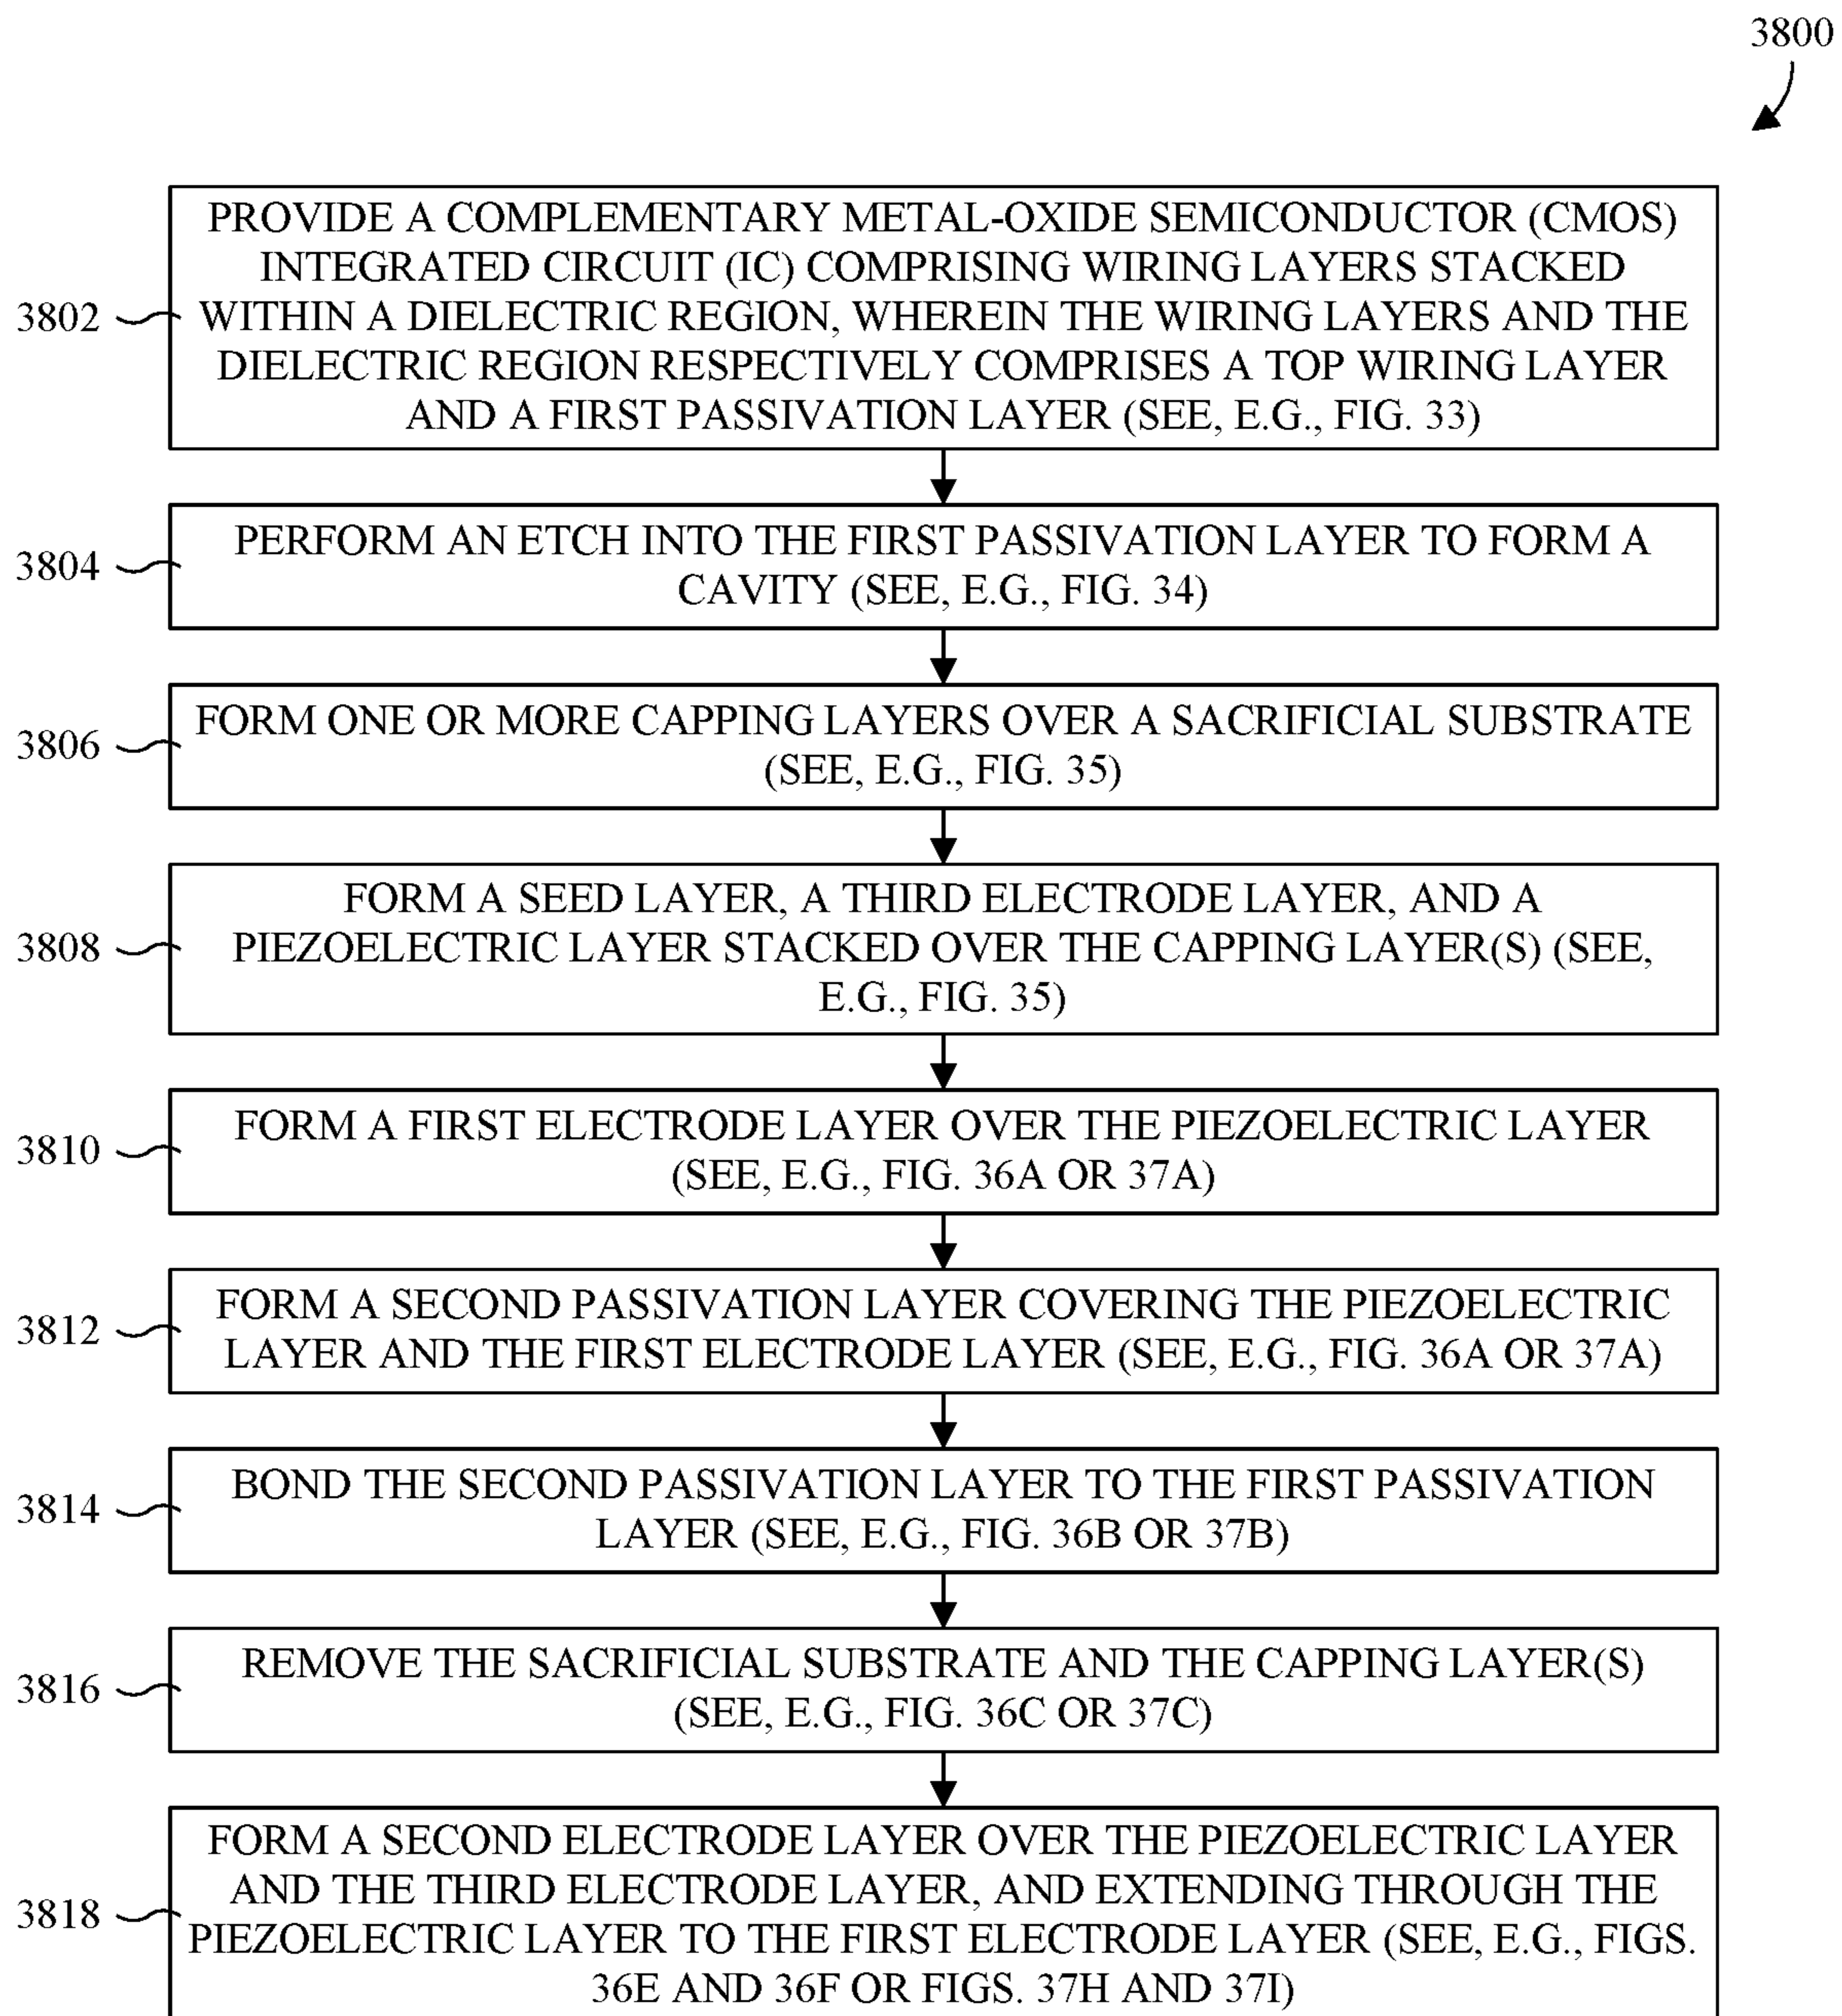 3800
PROVIDE A COMPLEMENTARY METAL-OXIDE SEMICONDUCTOR (CMOS)
INTEGRATED CIRCUIT (IC) COMPRISING WIRING LAYERS STACKED
3802
WITHIN A DIELECTRIC REGION, WHEREIN THE WIRING LAYERS AND THE
DIELECTRIC REGION RESPECTIVELY COMPRISES A TOP WIRING LAYER
AND A FIRST PASSIVATION LAYER (SEE, E.G., FIG. 33)
3804
PERFORM AN ETCH INTO THE FIRST PASSIVATION LAYER TO FORM A
CAVITY (SEE, E.G., FIG. 34)
3806
FORM ONE OR MORE CAPPING LAYERS OVER A SACRIFICIAL SUBSTRATE
(SEE, E.G., FIG. 35)
3808
FORM A SEED LAYER, A THIRD ELECTRODE LAYER, AND A
PIEZOELECTRIC LAYER STACKED OVER THE CAPPING LAYER(S) (SEE,
E.G., FIG. 35)
3810
FORM A FIRST ELECTRODE LAYER OVER THE PIEZOELECTRIC LAYER
(SEE, E.G., FIG. 36A OR 37A)
3812
FORM A SECOND PASSIVATION LAYER COVERING THE PIEZOELECTRIC
LAYER AND THE FIRST ELECTRODE LAYER (SEE, E.G., FIG. 36A OR 37A)
3814
BOND THE SECOND PASSIVATION LAYER TO THE FIRST PASSIVATION
LAYER (SEE, E.G., FIG. 36B OR 37B)
3816
REMOVE THE SACRIFICIAL SUBSTRATE AND THE CAPPING LAYER(S)
(SEE, E.G., FIG. 36C OR 37C)
3818
FORM A SECOND ELECTRODE LAYER OVER THE PIEZOELECTRIC LAYER
AND THE THIRD ELECTRODE LAYER, AND EXTENDING THROUGH THE
PIEZOELECTRIC LAYER TO THE FIRST ELECTRODE LAYER (SEE, E.G., FIGS.
36E AND 36F OR FIGS. 37H AND 37I)